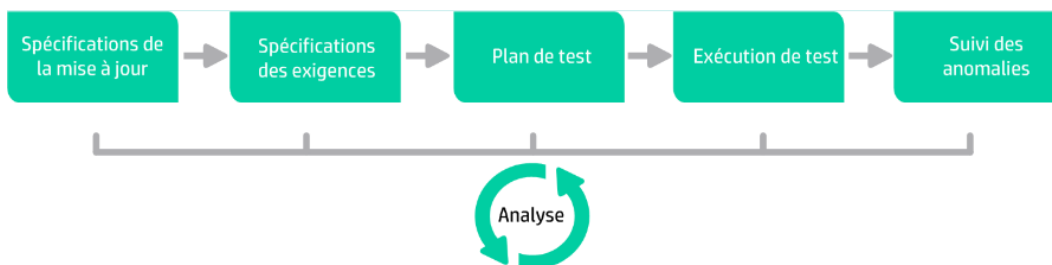 Spécifications de
la mise à jour
Spécifications
des exigences
Plan de test
Exécution de test
Suivi des
anomalies
Analyse